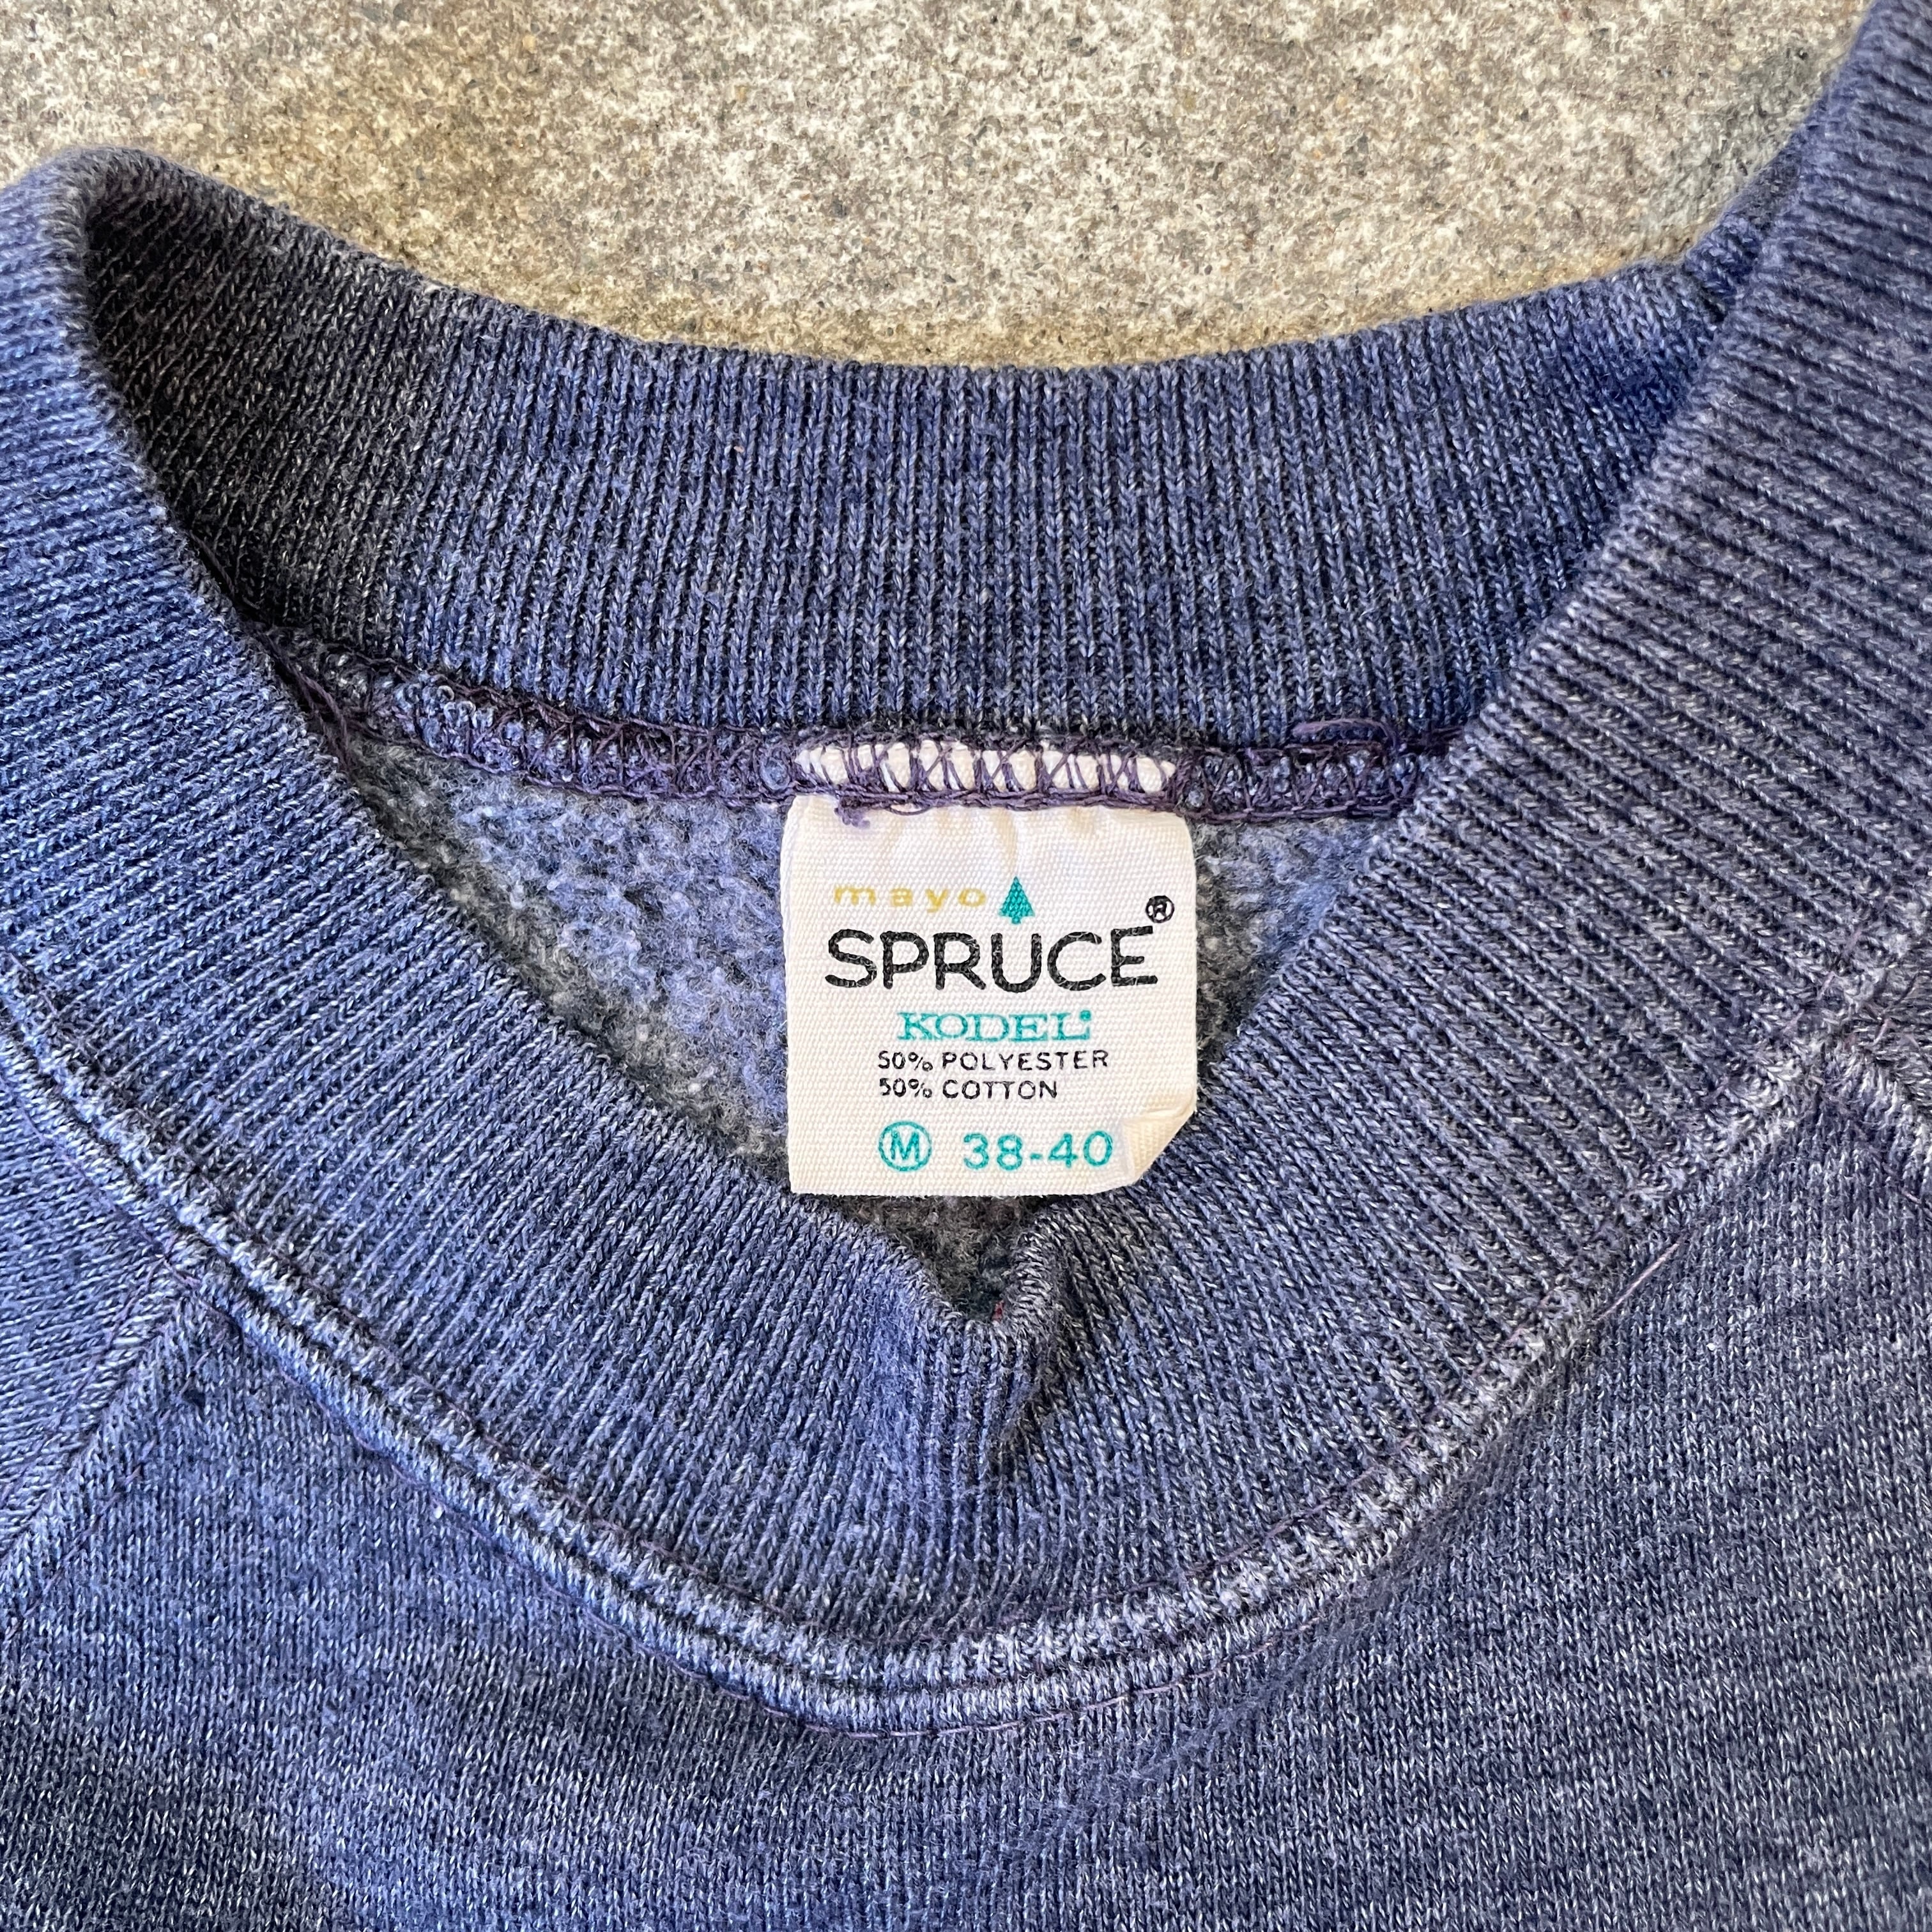 mayo
SPRUCE®
KODEL®
50% POLYESTER
50% COTTON
M 38-40